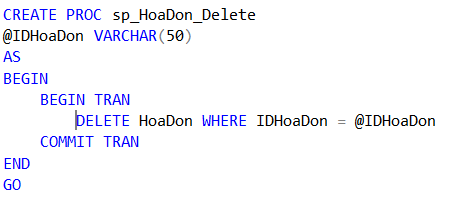 CREATE PROC sp_HoaDon_Delete
@IDHoaDon VARCHAR(50)
AS
BEGIN
    BEGIN TRAN
        DELETE HoaDon WHERE IDHoaDon = @IDHoaDon
    COMMIT TRAN
END
GO